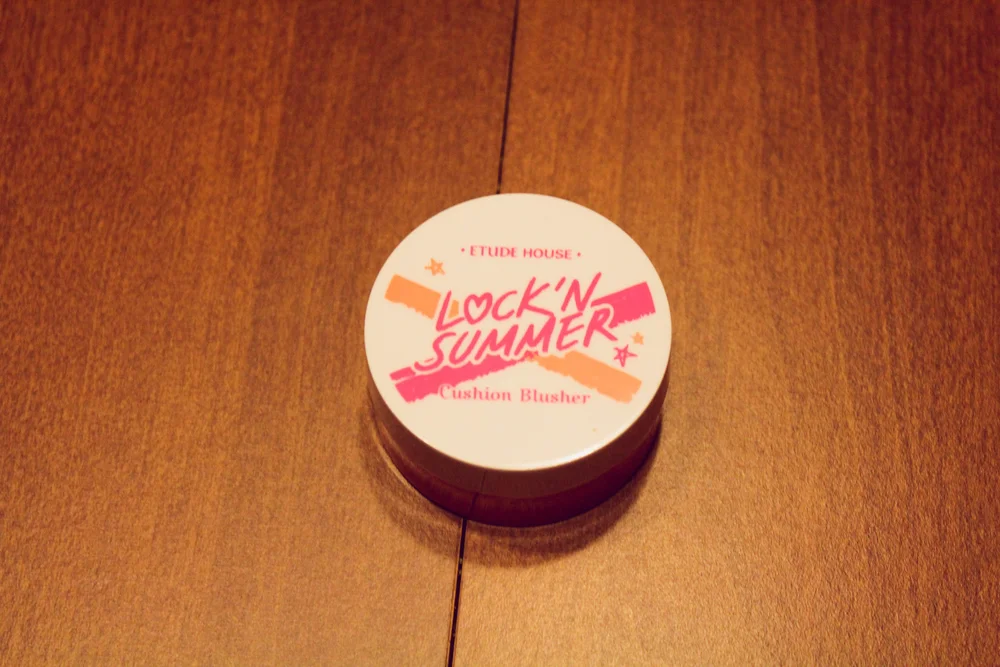 • ETUDE HOUSE •
LOCK'N
SUMMER
Cushion Blusher